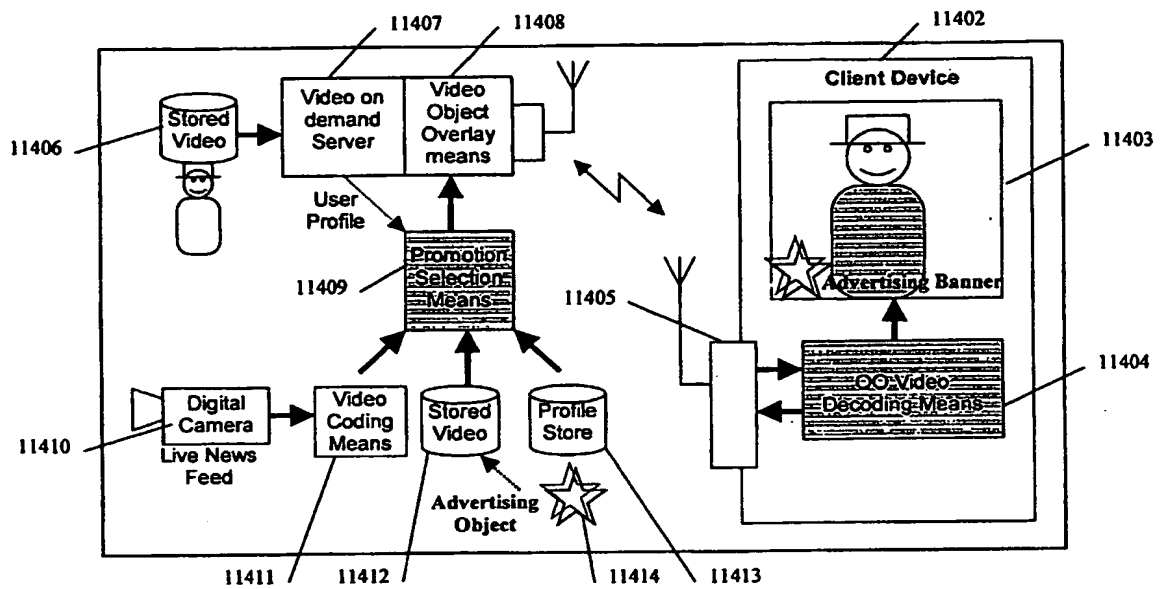 11407
11408
11402
Client Device
Stored
Video
Video on
demand
Server
Video
Object
Overlay
means
11406
11403
User
Profile
Promotion
Selection
Means
11409
Advertising Banner
11405
OO Video
Decoding Means
11404
Digital
Camera
Video
Coding
Means
Stored
Video
Profile
Store
11410
Live News
Feed
Advertising
Object
11411
11412
11414
11413